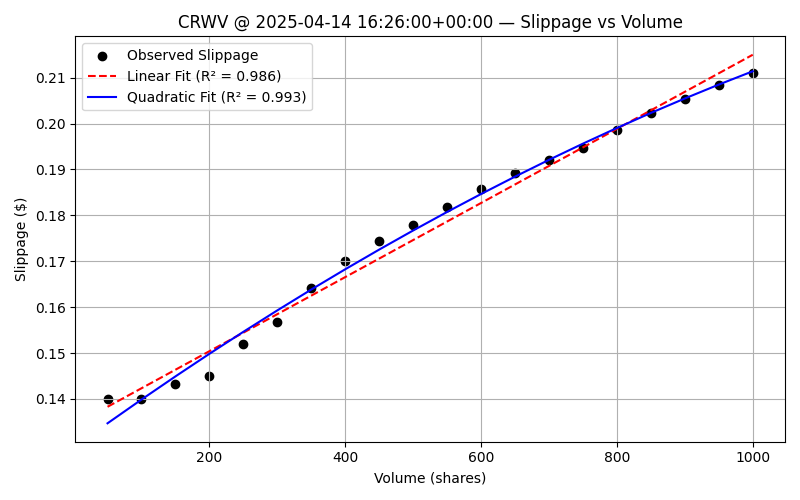 CRWV @ 2025-04-14 16:26:00+00:00 — Slippage vs Volume
Observed Slippage
Linear Fit (R² = 0.986)
Quadratic Fit (R² = 0.993)
Slippage ($)
0.21
0.20
0.19
0.18
0.17
0.16
0.15
0.14
200 400 600 800 1000
Volume (shares)